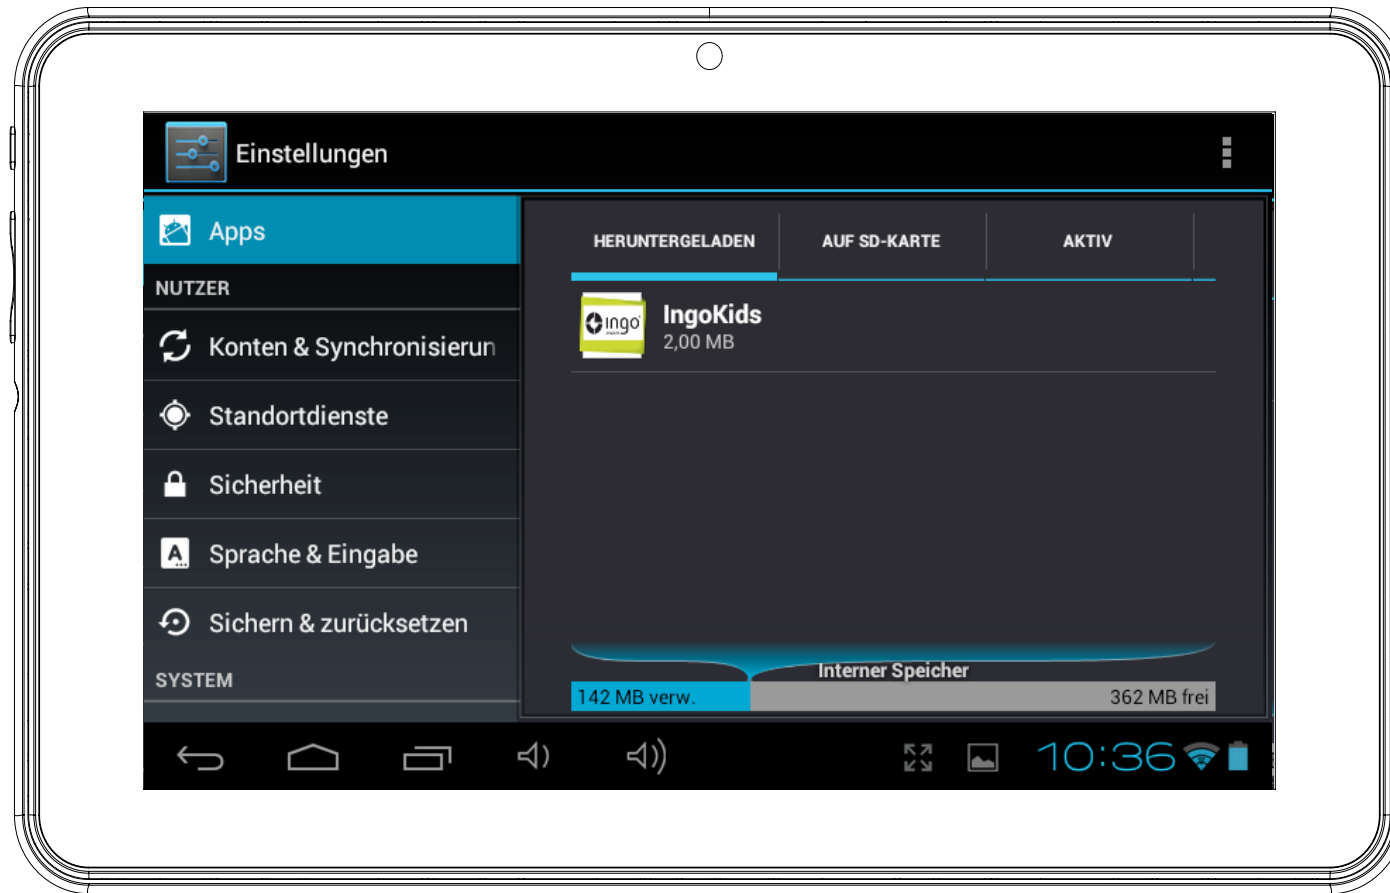 Einstellungen
Apps
NUTZER
Konten & Synchronisierun
Standortdienste
Sicherheit
Sprache & Eingabe
Sichern & zurücksetzen
SYSTEM
HERUNTERGELADEN
AUF SD-KARTE
AKTIV
ingo
IngoKids
2,00 MB
Interner Speicher
142 MB verw.
362 MB frei
10:36